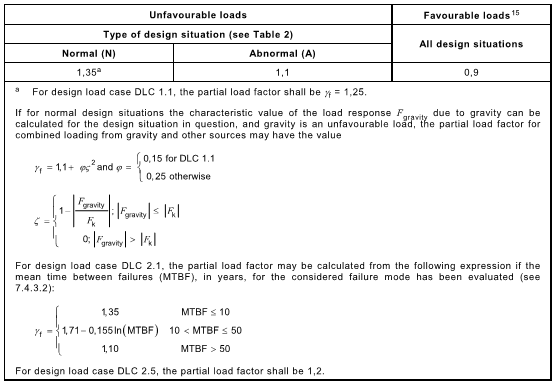 Unfavourable loads
Favourable loads¹⁵
Type of design situation (see Table 2)
All design situations
Normal (N)
Abnormal (A)
1,35ᵃ
1,1
0,9
ᵃ For design load case DLC 1.1, the partial load factor shall be γf = 1,25.
If for normal design situations the characteristic value of the load response Fgravity due to gravity can be
calculated for the design situation in question, and gravity is an unfavourable load, the partial load factor for
combined loading from gravity and other sources may have the value
γf = 1,1 + φς² and φ = { 0,15 for DLC 1.1
0,25 otherwise
ζ = { 1 − |Fgravity / Fk| ; |Fgravity| ≤ |Fk|
0; |Fgravity| > |Fk|
For design load case DLC 2.1, the partial load factor may be calculated from the following expression if the
mean time between failures (MTBF), in years, for the considered failure mode has been evaluated (see
7.4.3.2):
1,35 MTBF ≤ 10
γf = { 1,71 − 0,155ln(MTBF) 10 < MTBF ≤ 50
1,10 MTBF > 50
For design load case DLC 2.5, the partial load factor shall be 1,2.